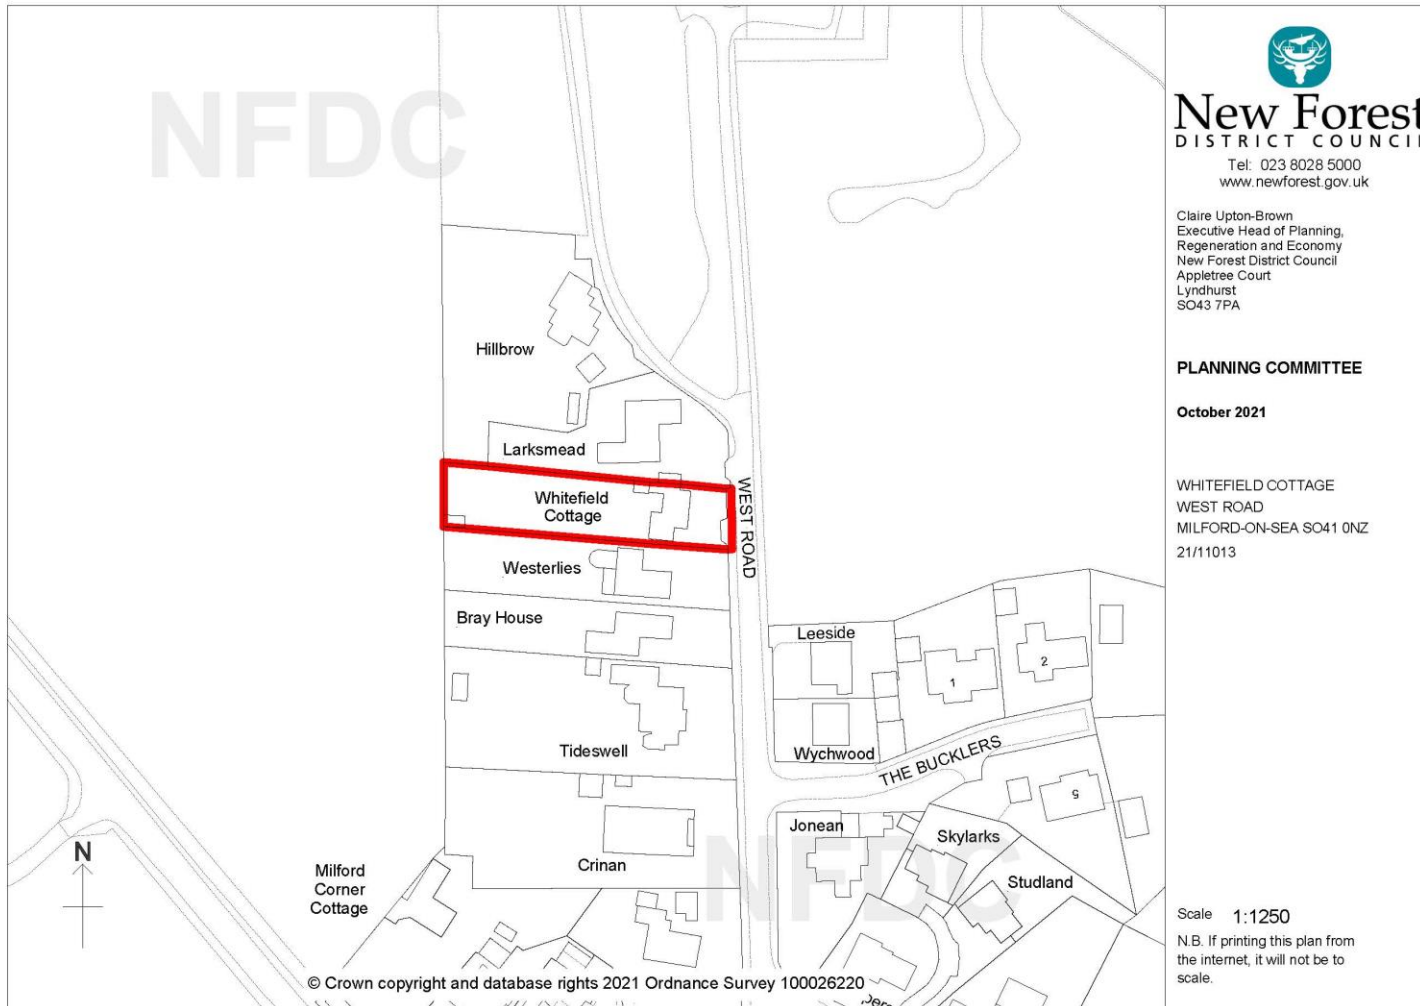 NFDC
Hillbrow
Larksmead
Whitefield
Cottage
WEST ROAD
Westerlies
Bray House
Leeside
1
2
Tideswell
Wychwood
THE BUCKLERS
5
Jonean
Skylarks
Studland
Crinan
NFDC
Milford
Corner
Cottage
N
© Crown copyright and database rights 2021 Ordnance Survey 100026220
New Forest
DISTRICT COUNCIL
Tel: 023 8028 5000
www.newforest.gov.uk
Claire Upton-Brown
Executive Head of Planning,
Regeneration and Economy
New Forest District Council
Appletree Court
Lyndhurst
SO43 7PA
PLANNING COMMITTEE
October 2021
WHITEFIELD COTTAGE
WEST ROAD
MILFORD-ON-SEA SO41 0NZ
21/11013
Scale 1:1250
N.B. If printing this plan from
the internet, it will not be to
scale.